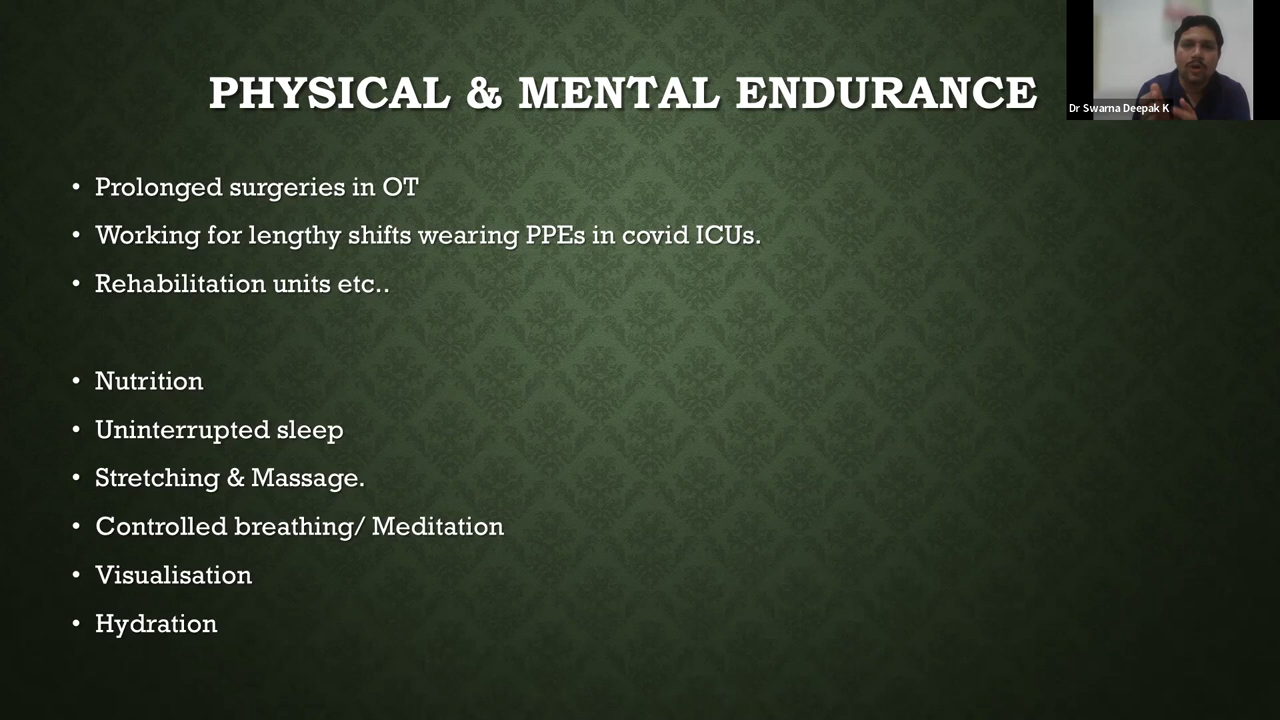 PHYSICAL & MENTAL ENDURANCE
Dr Swarna Deepak K
• Prolonged surgeries in OT
• Working for lengthy shifts wearing PPEs in covid ICUs.
• Rehabilitation units etc..
• Nutrition
• Uninterrupted sleep
• Stretching & Massage.
• Controlled breathing/ Meditation
• Visualisation
• Hydration